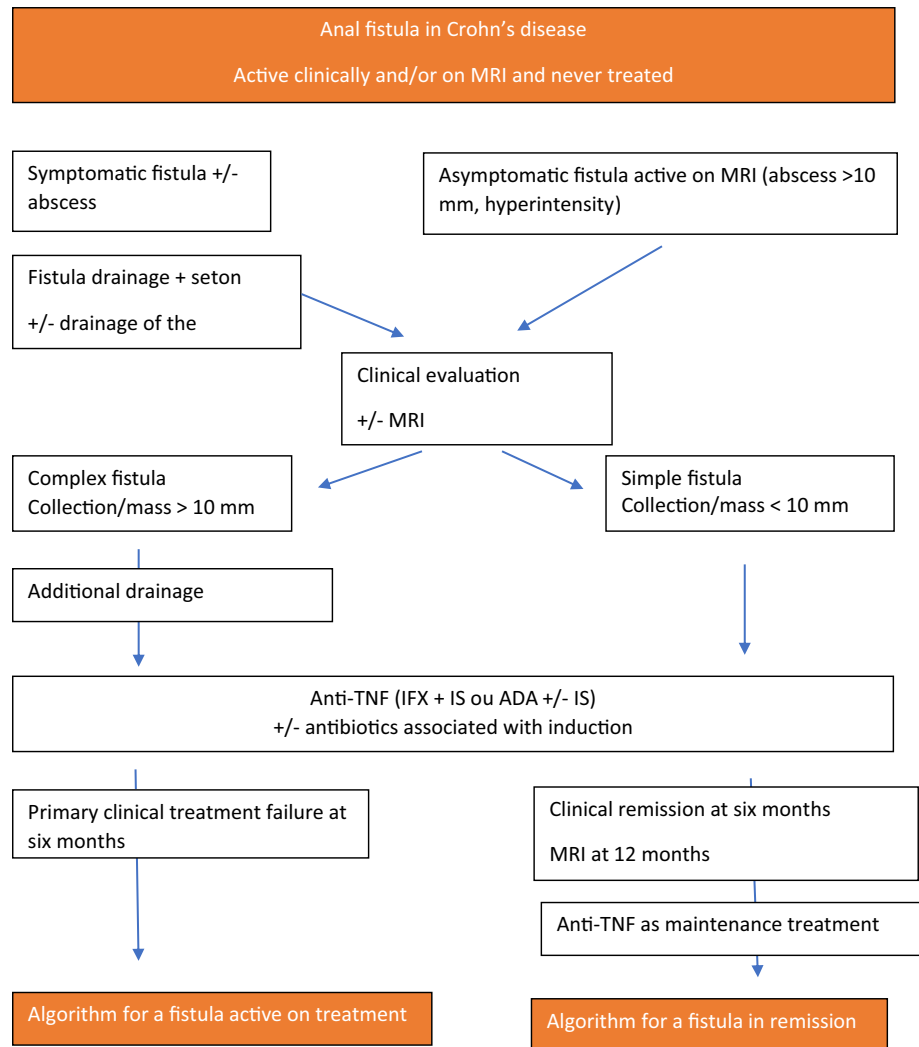 Anal fistula in Crohn's disease
Active clinically and/or on MRI and never treated
Symptomatic fistula +/-
abscess
Asymptomatic fistula active on MRI (abscess >10
mm, hyperintensity)
Fistula drainage + seton
+/- drainage of the
Clinical evaluation
+/- MRI
Complex fistula
Collection/mass > 10 mm
Simple fistula
Collection/mass < 10 mm
Additional drainage
Anti-TNF (IFX + IS ou ADA +/- IS)
+/- antibiotics associated with induction
Primary clinical treatment failure at
six months
Clinical remission at six months
MRI at 12 months
Anti-TNF as maintenance treatment
Algorithm for a fistula active on treatment
Algorithm for a fistula in remission